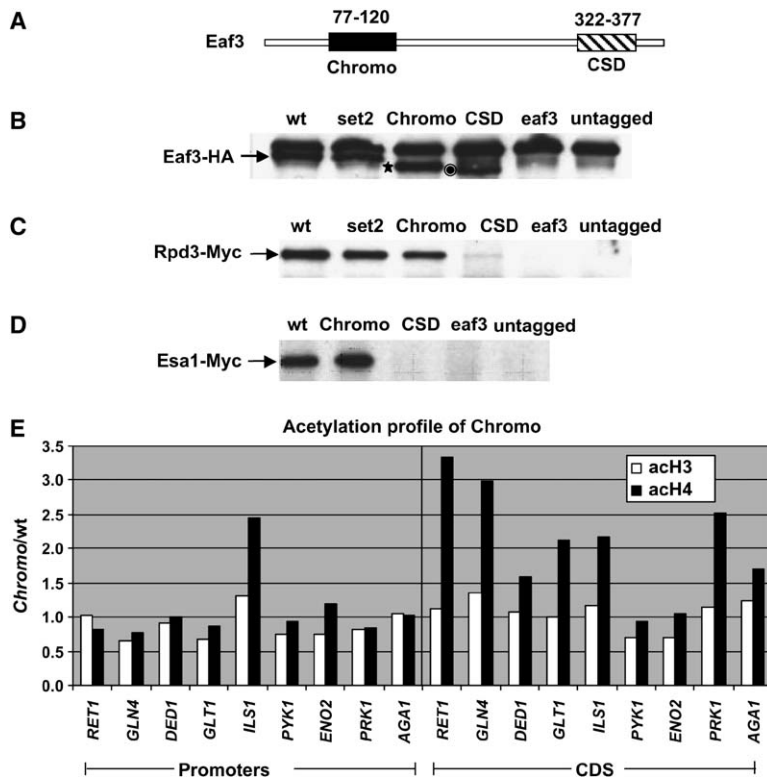 A
77-120
322-377
Eaf3
Chromo
CSD
B
wt set2 Chromo CSD eaf3 untagged
Eaf3-HA
C
wt set2 Chromo CSD eaf3 untagged
Rpd3-Myc
D
wt Chromo CSD eaf3 untagged
Esa1-Myc
E
Acetylation profile of Chromo
3.5
3.0
2.5
2.0
1.5
1.0
0.5
0.0
Chromo/wt
acH3
acH4
RET1 GLN4 DED1 GLT1 ILS1 PYK1 ENO2 PRK1 AGA1 RET1 GLN4 DED1 GLT1 ILS1 PYK1 ENO2 PRK1 AGA1
Promoters CDS